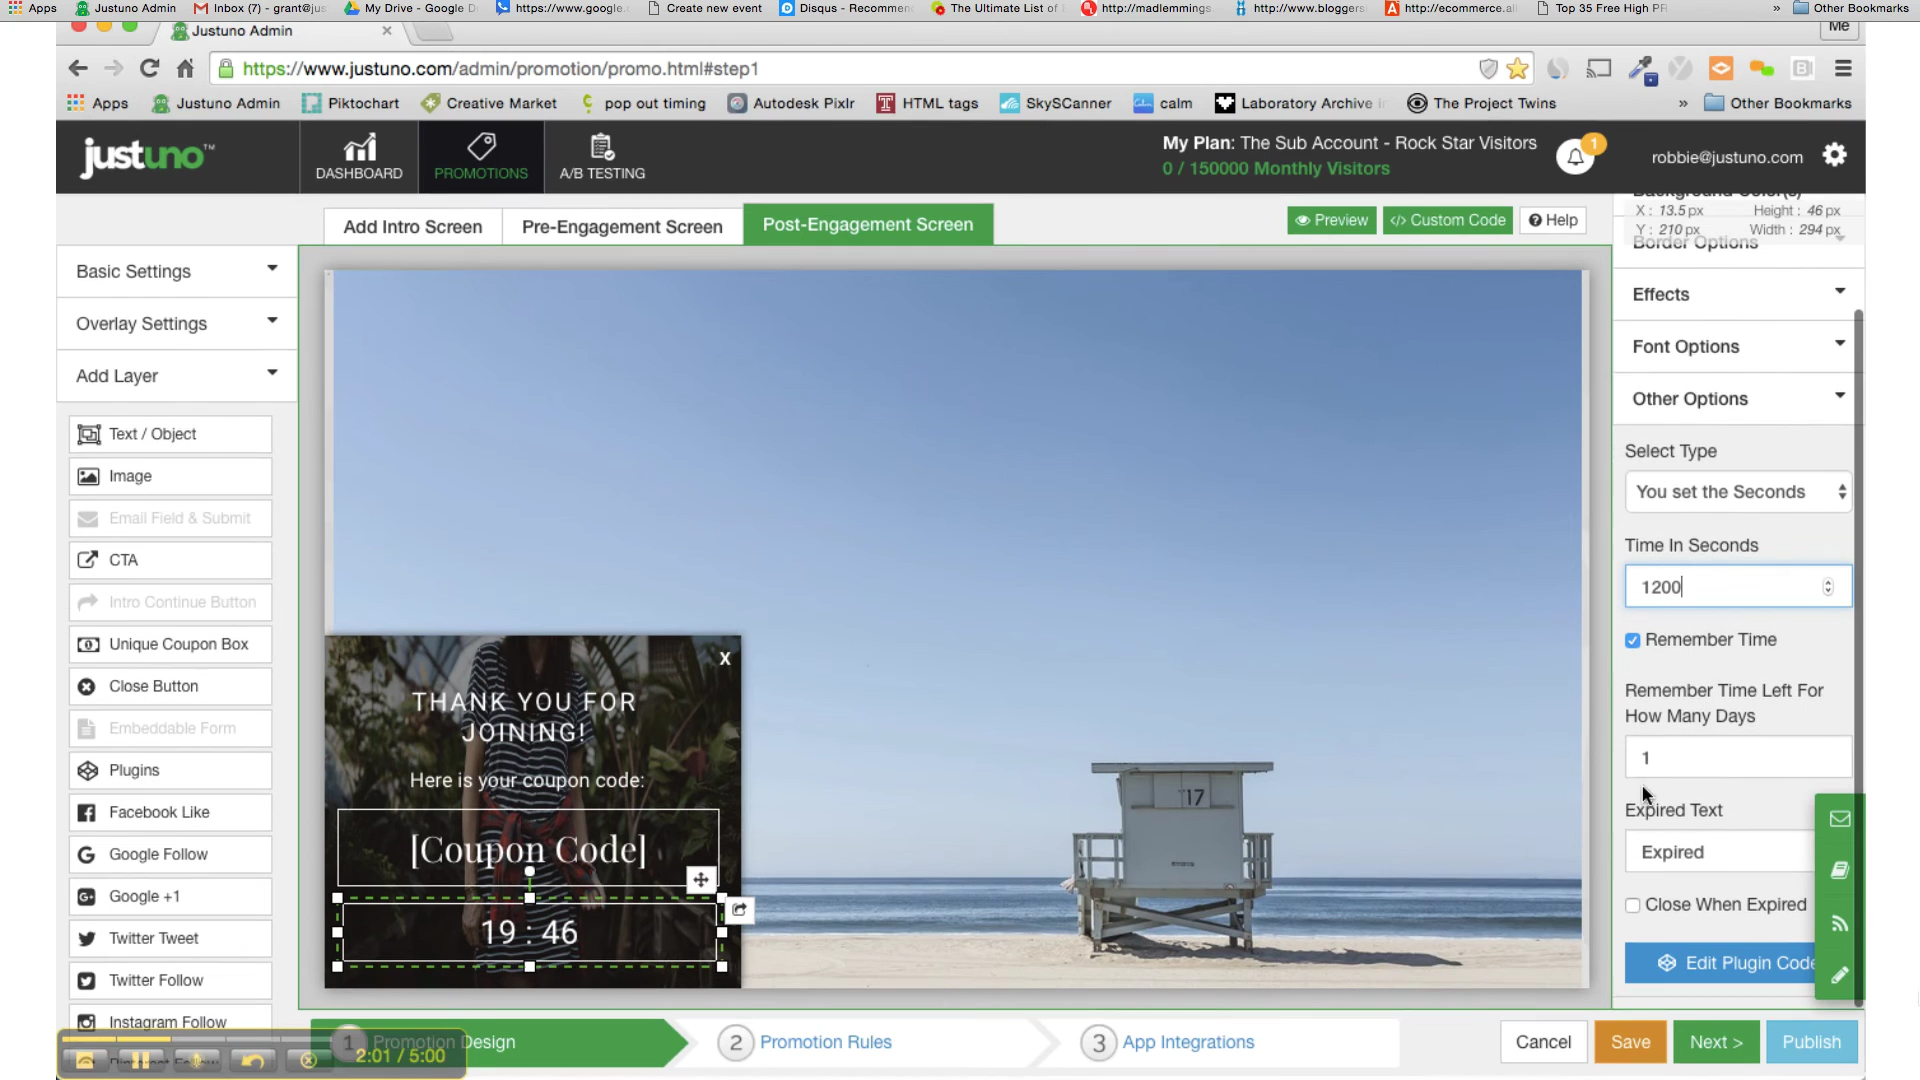 Apps Justuno Admin Inbox (7) - grant@jus My Drive - Google D https://www.google. Create new event Disqus - Recommen The Ultimate List of http://madlemmings. http://www.bloggers http://ecommerce.al Top 35 Free High PR » Other Bookmarks
Justuno Admin × Me
https://www.justuno.com/admin/promotion/promo.html#step1
Apps Justuno Admin Piktochart Creative Market pop out timing Autodesk Pixlr HTML tags SkySCanner calm Laboratory Archive The Project Twins » Other Bookmarks
justuno™
DASHBOARD
PROMOTIONS
A/B TESTING
My Plan: The Sub Account - Rock Star Visitors
0 / 150000 Monthly Visitors
1
robbie@justuno.com
Add Intro Screen Pre-Engagement Screen Post-Engagement Screen
Preview </> Custom Code Help
Basic Settings
Overlay Settings
Add Layer
Text / Object
Image
Email Field & Submit
CTA
Intro Continue Button
Unique Coupon Box
Close Button
Embeddable Form
Plugins
Facebook Like
Google Follow
Google +1
Twitter Tweet
Twitter Follow
Instagram Follow
X
THANK YOU FOR
JOINING!
Here is your coupon code:
[Coupon Code]
19 : 46
17
Background Color(s)
X : 13.5 px Height : 46 px
Y : 210 px Width : 294 px
Border Options
Effects
Font Options
Other Options
Select Type
You set the Seconds
Time In Seconds
1200
Remember Time
Remember Time Left For
How Many Days
1
Expired Text
Expired
Close When Expired
Edit Plugin Code
1 Promotion Design 2 Promotion Rules 3 App Integrations
2:01 / 5:00
Cancel Save Next > Publish